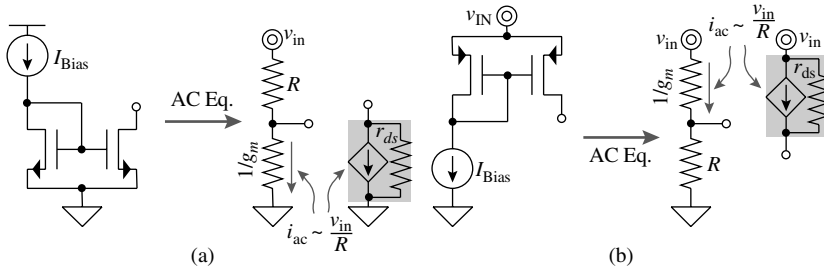 I_Bias
AC Eq.
v_in
R
1/g_m
r_ds
i_ac ~ v_in/R
(a)
v_IN
I_Bias
AC Eq.
v_in
1/g_m
R
i_ac ~ v_in/R
v_in
r_ds
(b)